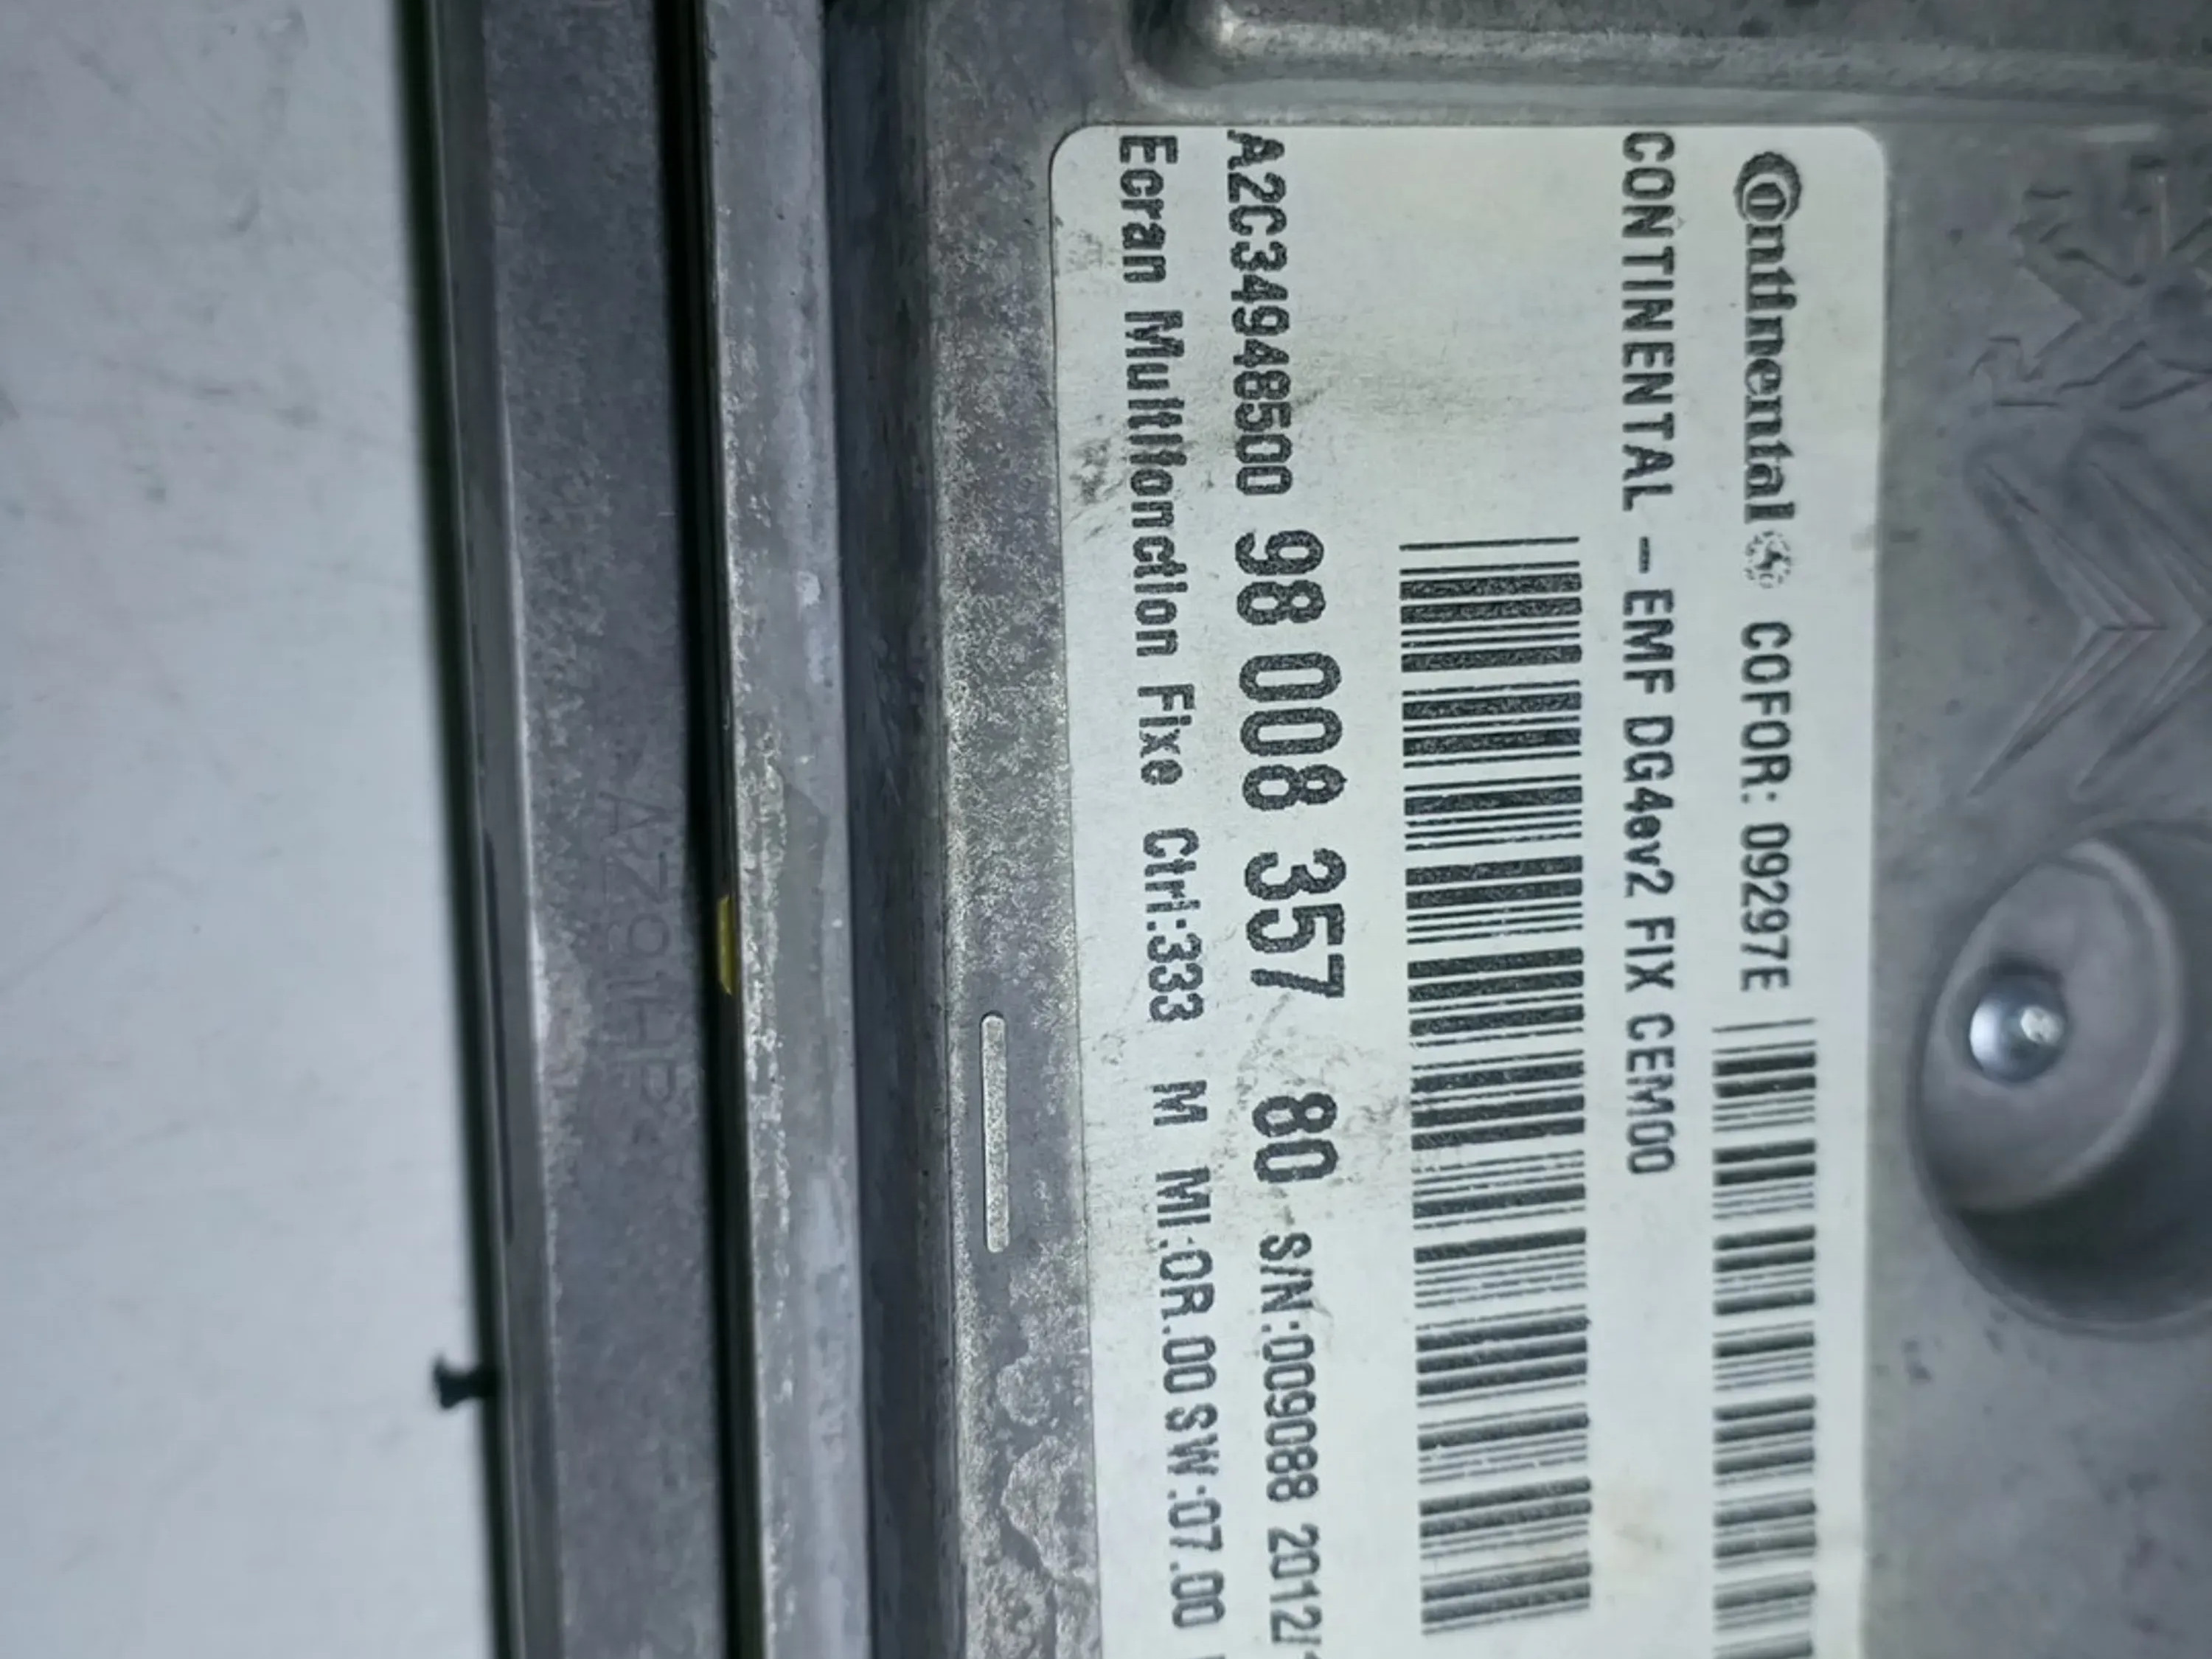 Continental COFOR: 09297E
CONTINENTAL - EMF DG4ev2 FIX CEM00
A2C34948500 98 008 357 80 S/N:009088 2012/
Ecran Multifonction Fixe Ctrl:333 M MI:OR.00 SW:07.00